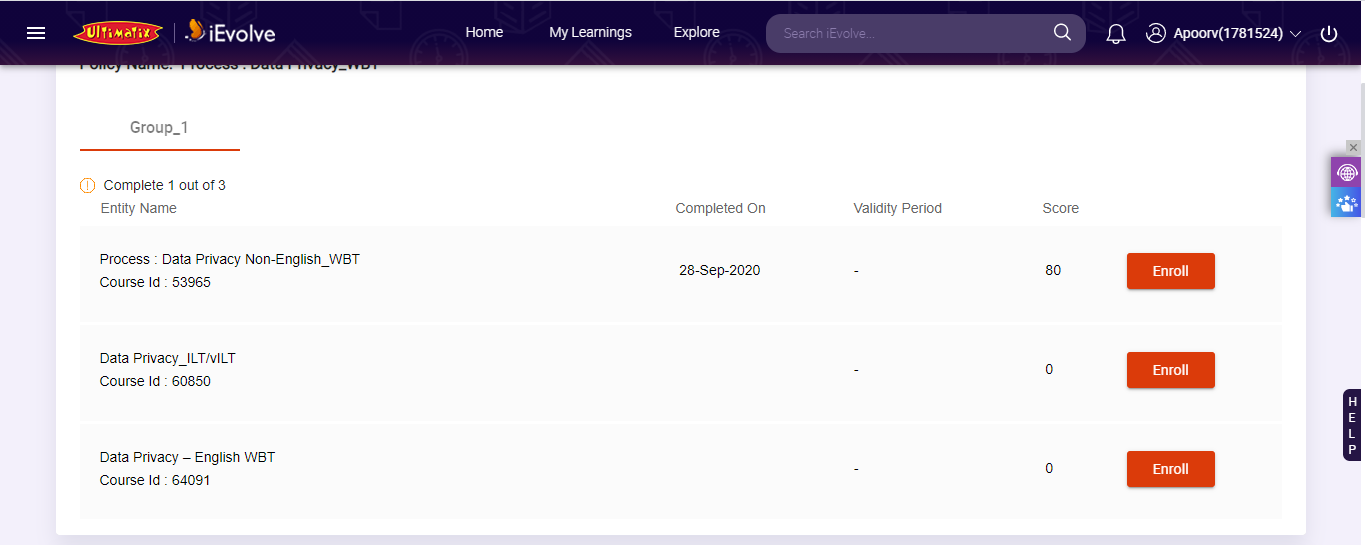 ULTIMATIX iEvolve Home My Learnings Explore Search iEvolve... Apoorv(1781524)
Policy Name: Process : Data Privacy_WBT
Group_1
Complete 1 out of 3
Entity Name Completed On Validity Period Score
Process : Data Privacy Non-English_WBT
Course Id : 53965
28-Sep-2020 - 80 Enroll
Data Privacy_ILT/vILT
Course Id : 60850
- 0 Enroll
Data Privacy – English WBT
Course Id : 64091
- 0 Enroll
HELP